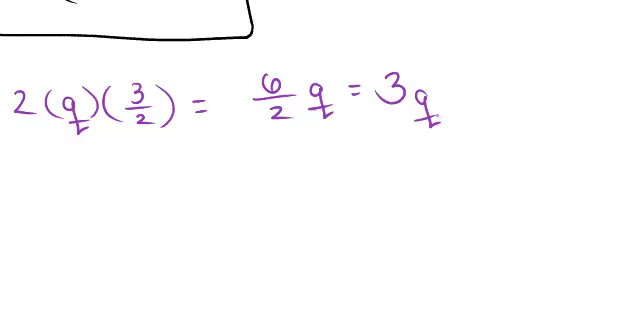 2(q)(3/2) = 6/2 q = 3q